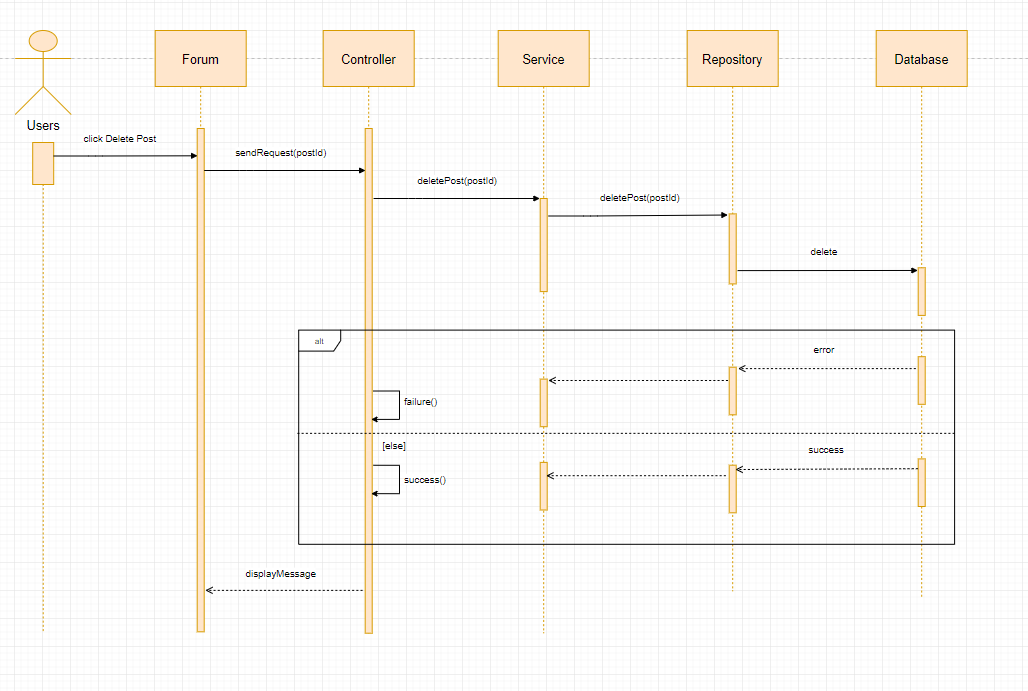 Forum
Controller
Service
Repository
Database
Users
click Delete Post
sendRequest(postId)
deletePost(postId)
deletePost(postId)
delete
alt
error
failure()
[else]
success
success()
displayMessage